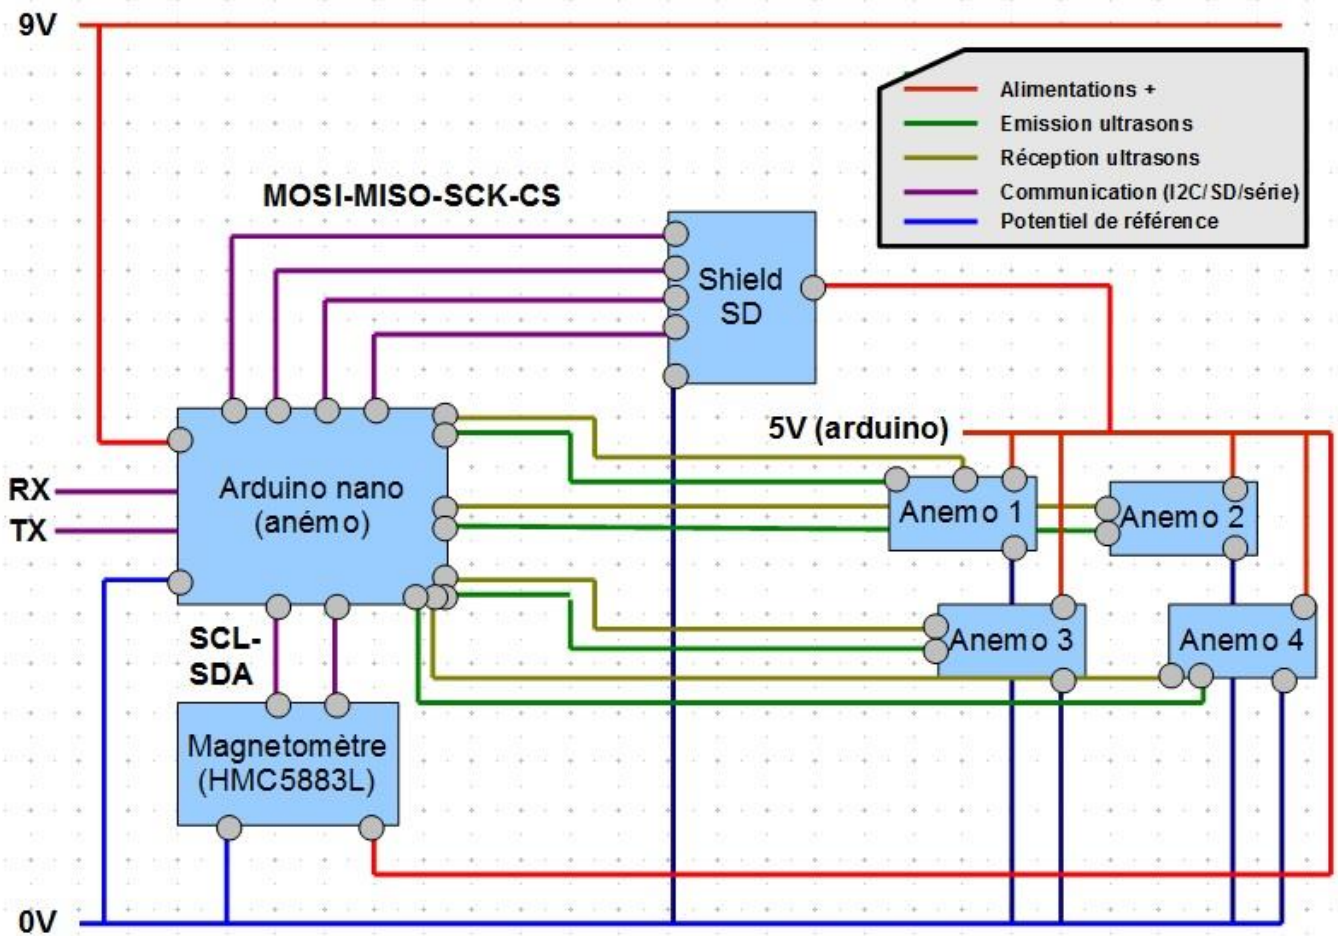 9V
Alimentations +
Emission ultrasons
Réception ultrasons
Communication (I2C/SD/série)
Potentiel de référence
MOSI-MISO-SCK-CS
Shield
SD
5V (arduino)
RX
TX
Arduino nano
(anémo)
Anemo 1
Anemo 2
Anemo 3
Anemo 4
SCL-
SDA
Magnetomètre
(HMC5883L)
0V